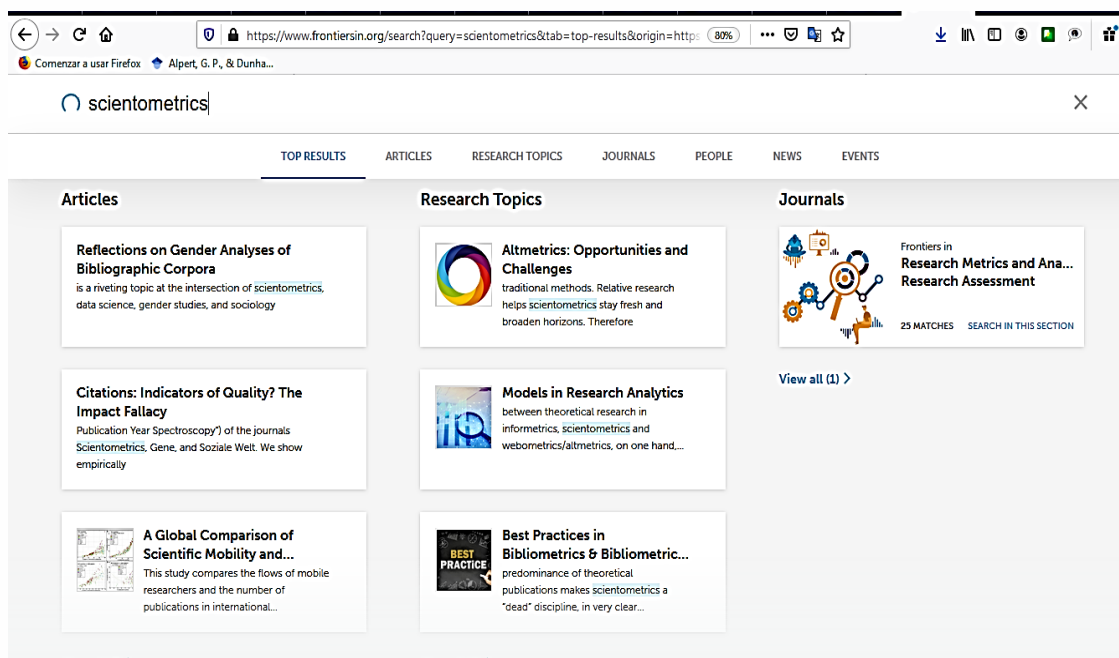 https://www.frontiersin.org/search?query=scientometrics&tab=top-results&origin=https
80%
Comenzar a usar Firefox
Alpert, G. P., & Dunha...
scientometrics
TOP RESULTS
ARTICLES
RESEARCH TOPICS
JOURNALS
PEOPLE
NEWS
EVENTS
Articles
Reflections on Gender Analyses of
Bibliographic Corpora
is a riveting topic at the intersection of scientometrics,
data science, gender studies, and sociology
Citations: Indicators of Quality? The
Impact Fallacy
Publication Year Spectroscopy") of the journals
Scientometrics, Gene, and Soziale Welt. We show
empirically
A Global Comparison of
Scientific Mobility and...
This study compares the flows of mobile
researchers and the number of
publications in international...
Research Topics
Altmetrics: Opportunities and
Challenges
traditional methods. Relative research
helps scientometrics stay fresh and
broaden horizons. Therefore
Models in Research Analytics
between theoretical research in
informetrics, scientometrics and
webometrics/altmetrics, on one hand,...
BEST
PRACTICE
Best Practices in
Bibliometrics & Bibliometric...
predominance of theoretical
publications makes scientometrics a
"dead" discipline, in very clear...
Journals
Frontiers in
Research Metrics and Ana...
Research Assessment
25 MATCHES
SEARCH IN THIS SECTION
View all (1)